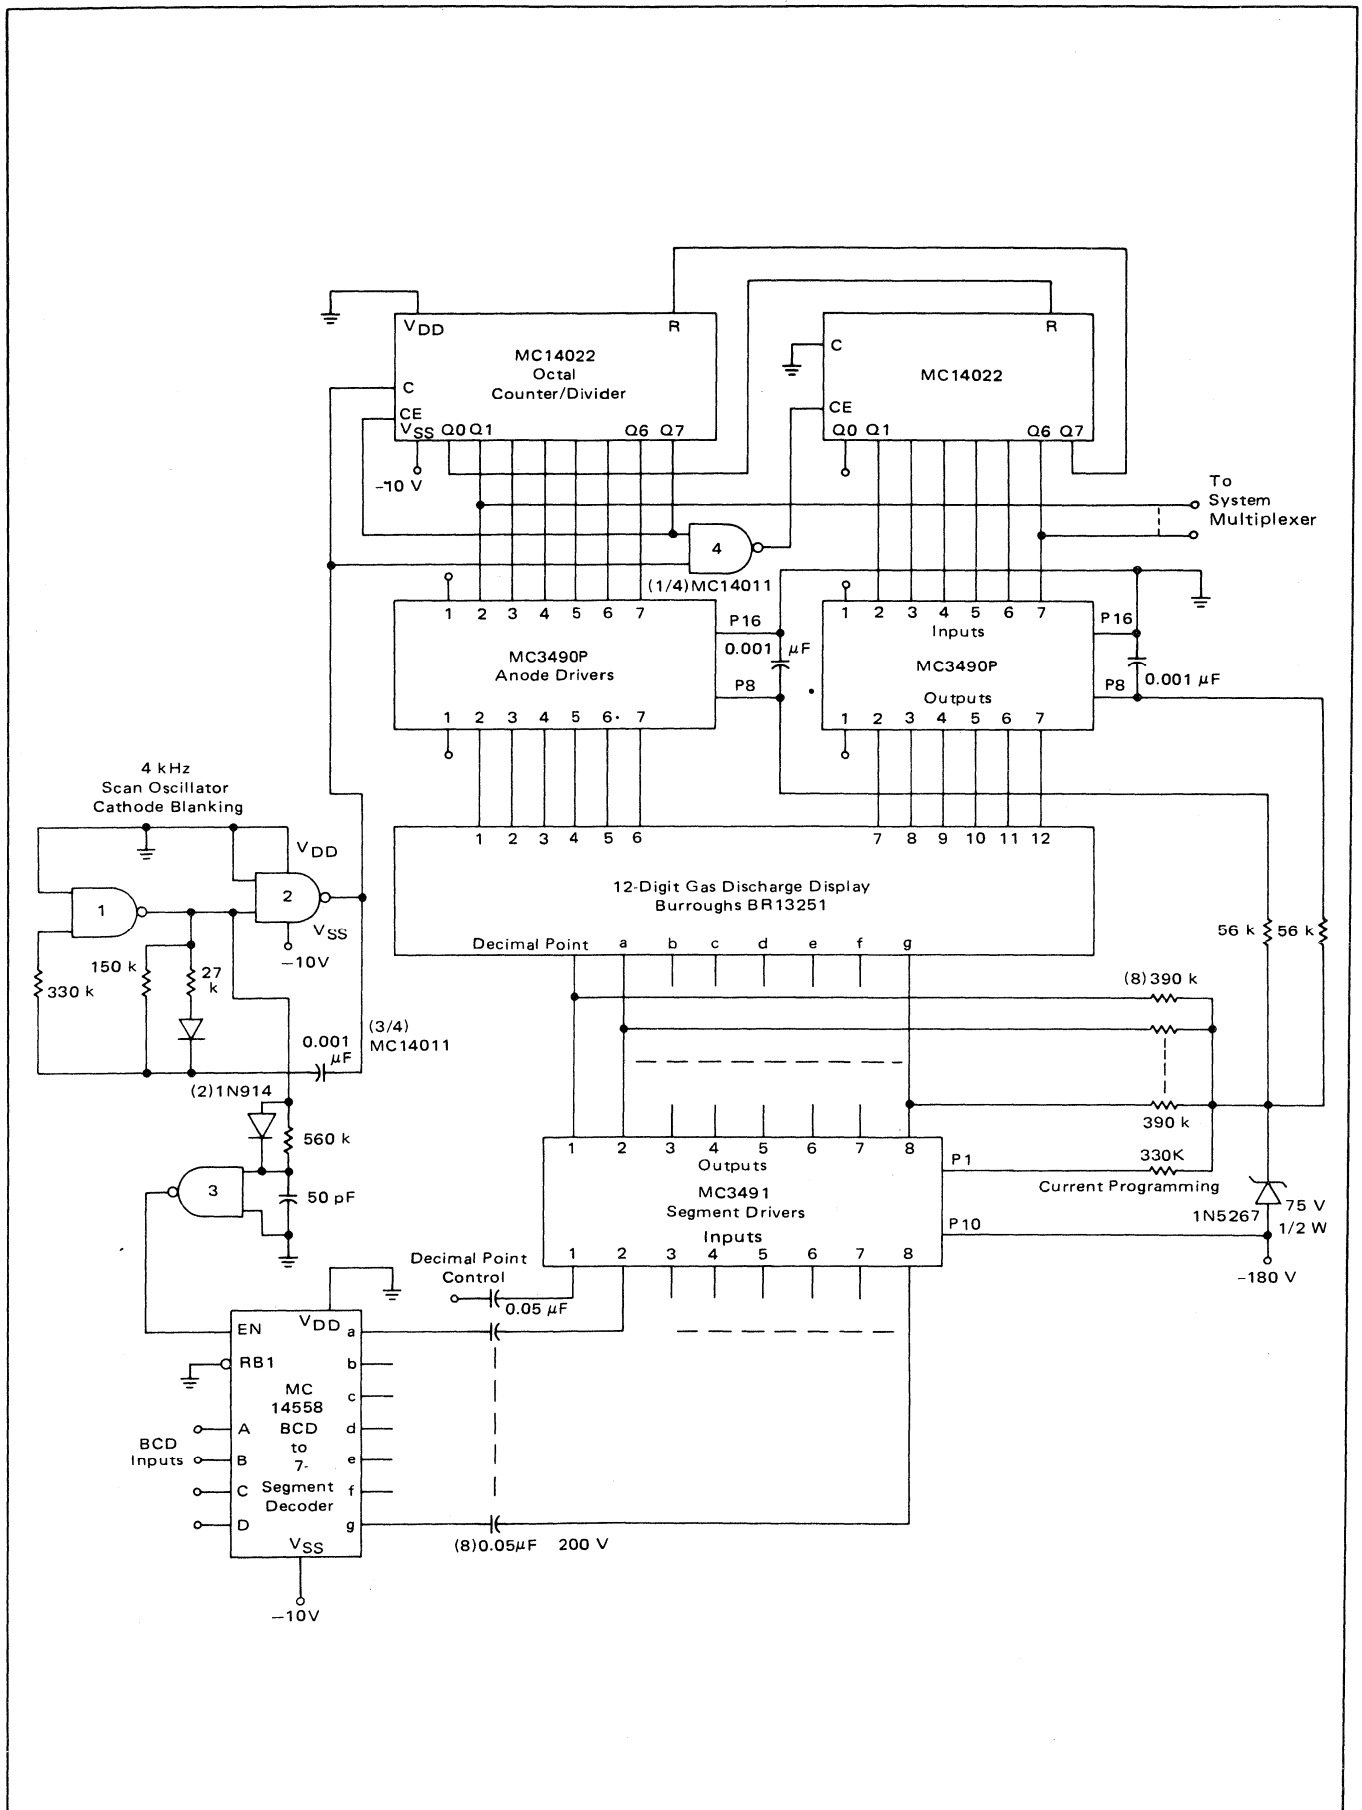 V DD
R
MC14022
Octal
Counter/Divider
C
CE
VSS Q0 Q1 Q6 Q7
-10 V
R
C
MC14022
CE
Q0 Q1 Q6 Q7
To
System
Multiplexer
4
(1/4)MC14011
1 2 3 4 5 6 7
P16
0.001 μF
MC3490P
Anode Drivers
P8
1 2 3 4 5 6 7
1 2 3 4 5 6 7
Inputs
P16
MC3490P
P8
0.001 μF
Outputs
1 2 3 4 5 6 7
4 kHz
Scan Oscillator
Cathode Blanking
VDD
1
2
VSS
-10V
330 k
150 k
27 k
0.001 μF
(3/4)
MC14011
(2)1N914
560 k
3
50 pF
1 2 3 4 5 6 7 8 9 10 11 12
12-Digit Gas Discharge Display
Burroughs BR13251
Decimal Point a b c d e f g
56 k 56 k
(8)390 k
390 k
1 2 3 4 5 6 7 8
Outputs
P1
330K
Current Programming
MC3491
Segment Drivers
1N5267
75 V
1/2 W
P10
Inputs
1 2 3 4 5 6 7 8
-180 V
Decimal Point
Control
0.05 μF
VDD
EN a
RB1 b
MC
14558
c
A BCD d
BCD
Inputs
to
B 7- e
C Segment f
Decoder
D g
VSS
(8)0.05μF 200 V
-10V